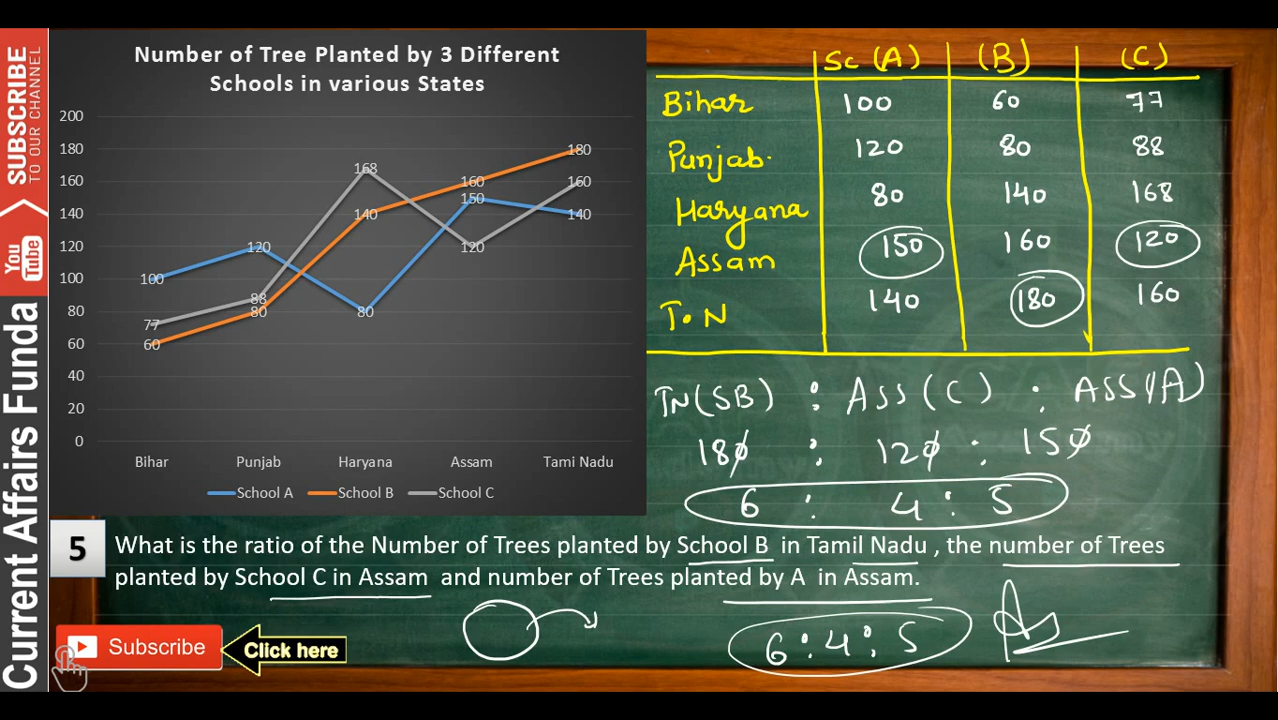 SUBSCRIBE
TO OUR CHANNEL
You
Tube
Current Affairs Funda
Number of Tree Planted by 3 Different
Schools in various States
200
180
160
140
120
100
80
60
40
20
0
100
120
80
150
140
60
80
140
160
180
77
88
168
120
160
Bihar Punjab Haryana Assam Tami Nadu
School A School B School C
Sc (A) (B) (C)
Bihar 100 60 77
Punjab 120 80 88
Haryana 80 140 168
Assam 150 160 120
T.N 140 180 160
TN(SB) : ASS(C) : ASS(A)
180 : 120 : 150
6 : 4 : 5
5 What is the ratio of the Number of Trees planted by School B in Tamil Nadu , the number of Trees
planted by School C in Assam and number of Trees planted by A in Assam.
6:4:5
Subscribe Click here